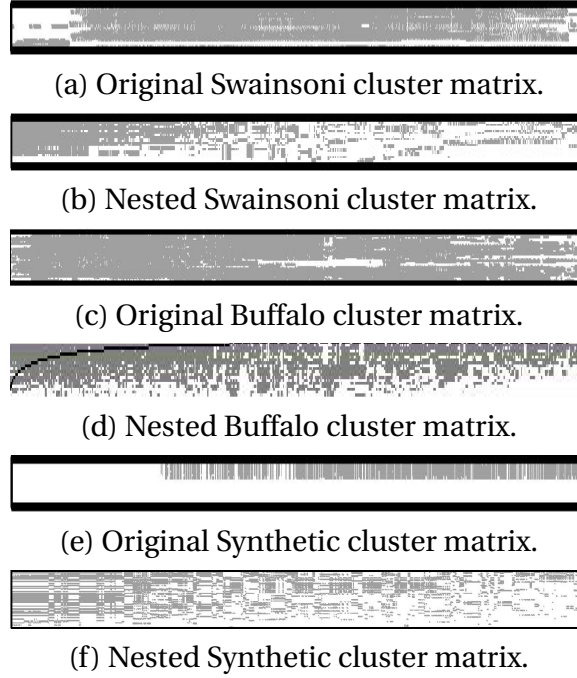 (a) Original Swainsoni cluster matrix.
(b) Nested Swainsoni cluster matrix.
(c) Original Buffalo cluster matrix.
(d) Nested Buffalo cluster matrix.
(e) Original Synthetic cluster matrix.
(f) Nested Synthetic cluster matrix.